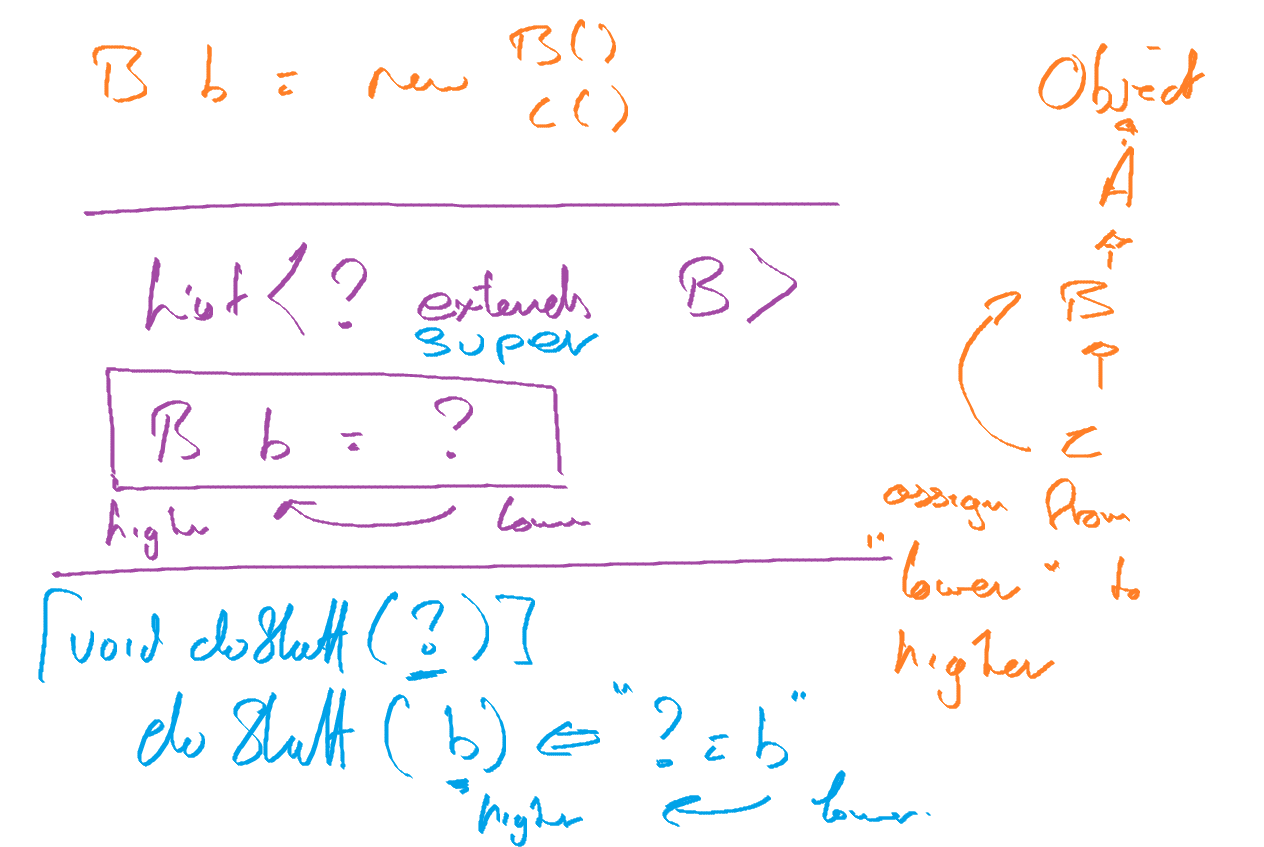 B b = new B()
C()
Object
A
B
C
List<? extends B>
super
B b = ?
higher lower
assign from
"lower" to
higher
[void doStuff(?)]
doStuff(b) ⇐ "? = b"
higher ← lower.